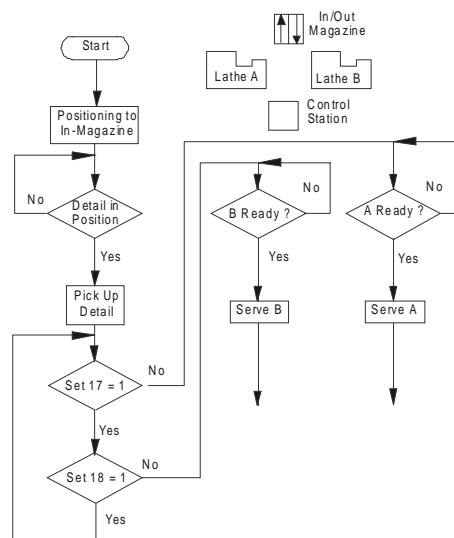 Start
In/Out
Magazine
Lathe A
Lathe B
Control
Station
Positioning to
In-Magazine
No
Detail in
Position
Yes
Pick Up
Detail
Set 17 = 1
No
Yes
Set 18 = 1
No
Yes
B Ready ?
No
Yes
Serve B
A Ready ?
No
Yes
Serve A